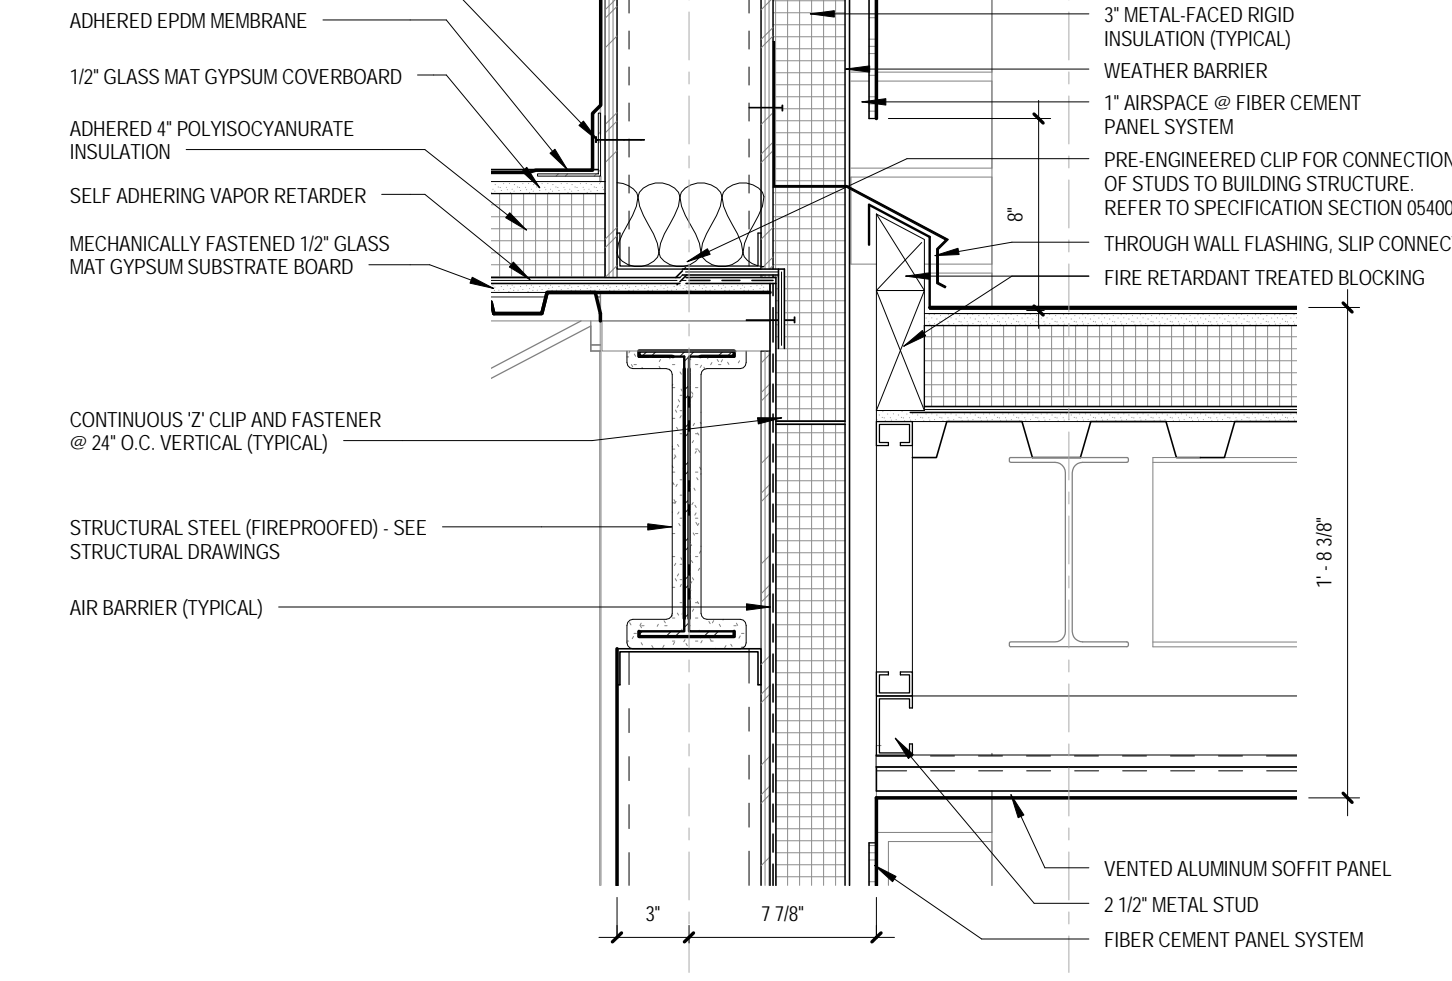 ADHERED EPDM MEMBRANE
1/2" GLASS MAT GYPSUM COVERBOARD
ADHERED 4" POLYISOCYANURATE
INSULATION
SELF ADHERING VAPOR RETARDER
MECHANICALLY FASTENED 1/2" GLASS
MAT GYPSUM SUBSTRATE BOARD
CONTINUOUS 'Z' CLIP AND FASTENER
@ 24" O.C. VERTICAL (TYPICAL)
STRUCTURAL STEEL (FIREPROOFED) - SEE
STRUCTURAL DRAWINGS
AIR BARRIER (TYPICAL)
3" METAL-FACED RIGID
INSULATION (TYPICAL)
WEATHER BARRIER
1" AIRSPACE @ FIBER CEMENT
PANEL SYSTEM
PRE-ENGINEERED CLIP FOR CONNECTION
OF STUDS TO BUILDING STRUCTURE.
REFER TO SPECIFICATION SECTION 05400
THROUGH WALL FLASHING, SLIP CONNEC
FIRE RETARDANT TREATED BLOCKING
8"
1' - 8 3/8"
VENTED ALUMINUM SOFFIT PANEL
2 1/2" METAL STUD
FIBER CEMENT PANEL SYSTEM
3"
7 7/8"